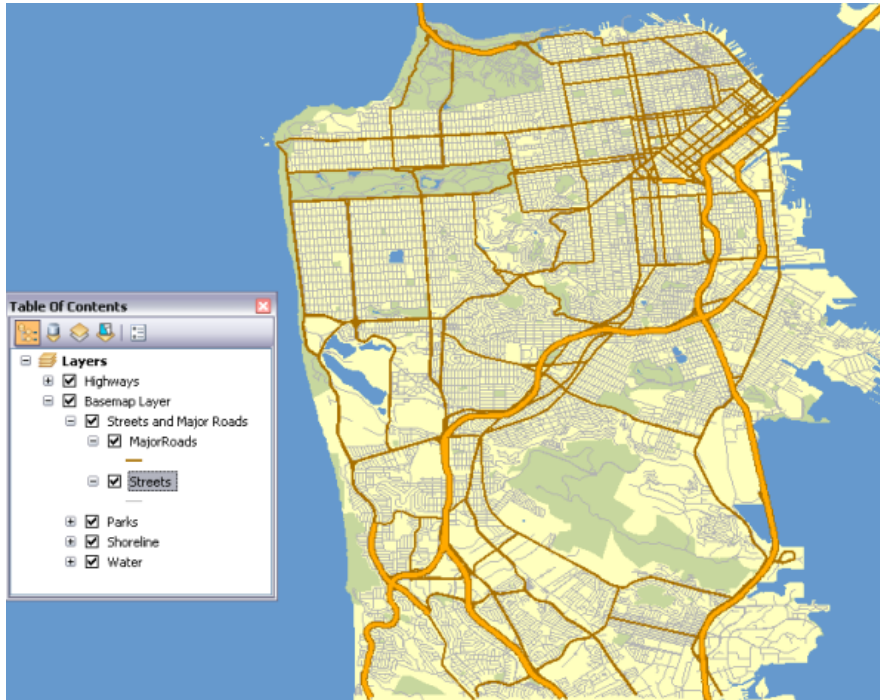 Table Of Contents
Layers
Highways
Basemap Layer
Streets and Major Roads
MajorRoads
Streets
Parks
Shoreline
Water